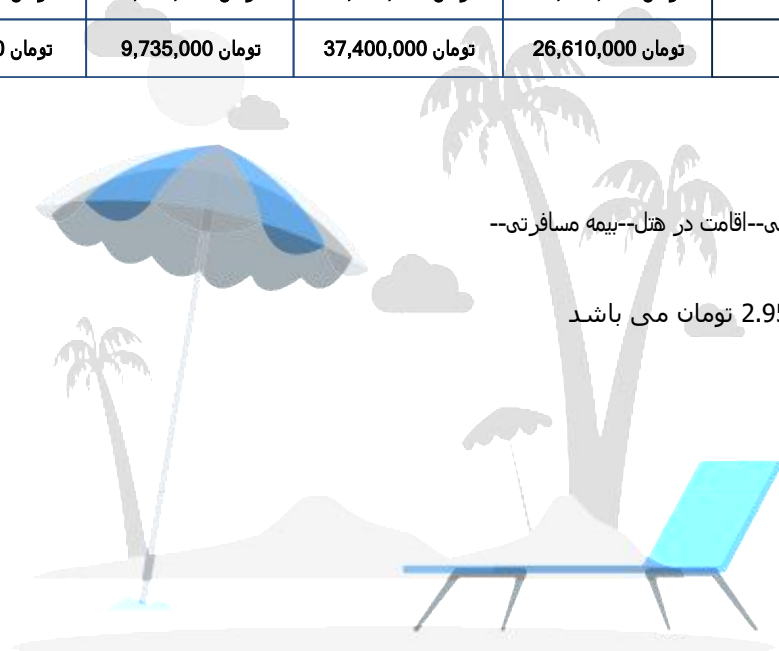 26,610,000 تومان 37,400,000 تومان 9,735,000 تومان تومان
اقامت در هتل--بیمه مسافرتی--
تومان می باشد